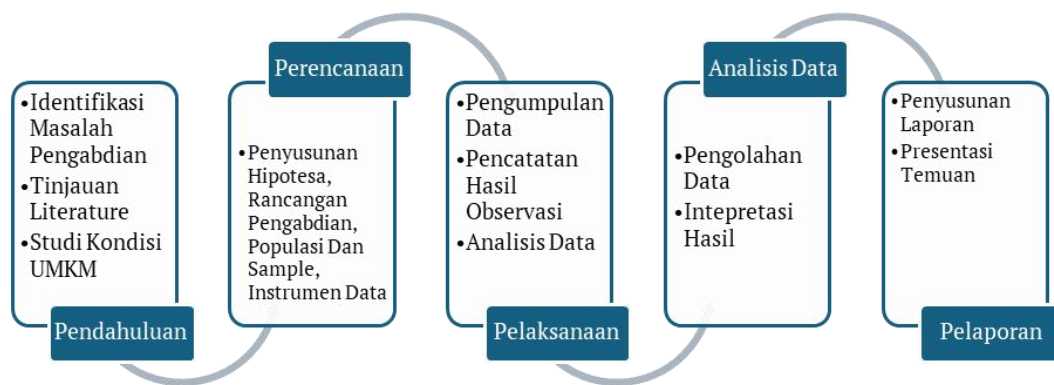 •Identifikasi
Masalah
Pengabdian
•Tinjauan
Literature
•Studi Kondisi
UMKM
Pendahuluan
Perencanaan
•Penyusunan
Hipotesa,
Rancangan
Pengabdian,
Populasi Dan
Sample,
Instrumen Data
•Pengumpulan
Data
•Pencatatan
Hasil
Observasi
•Analisis Data
Pelaksanaan
Analisis Data
•Pengolahan
Data
•Intepretasi
Hasil
•Penyusunan
Laporan
•Presentasi
Temuan
Pelaporan